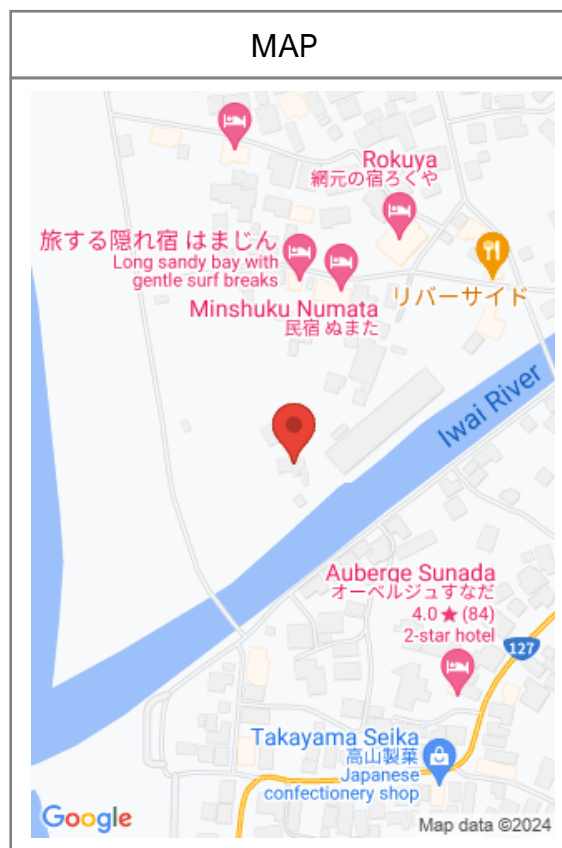 MAP
Rokuya
網元の宿ろくや
旅する隠れ宿 はまじん
Long sandy bay with
gentle surf breaks
Minshuku Numata
民宿 ぬまた
リバーサイド
Iwai River
Auberge Sunada
オーベルジュすなだ
4.0★(84)
2-star hotel
127
Takayama Seika
高山製菓
Japanese
confectionery shop
Google
Map data ©2024